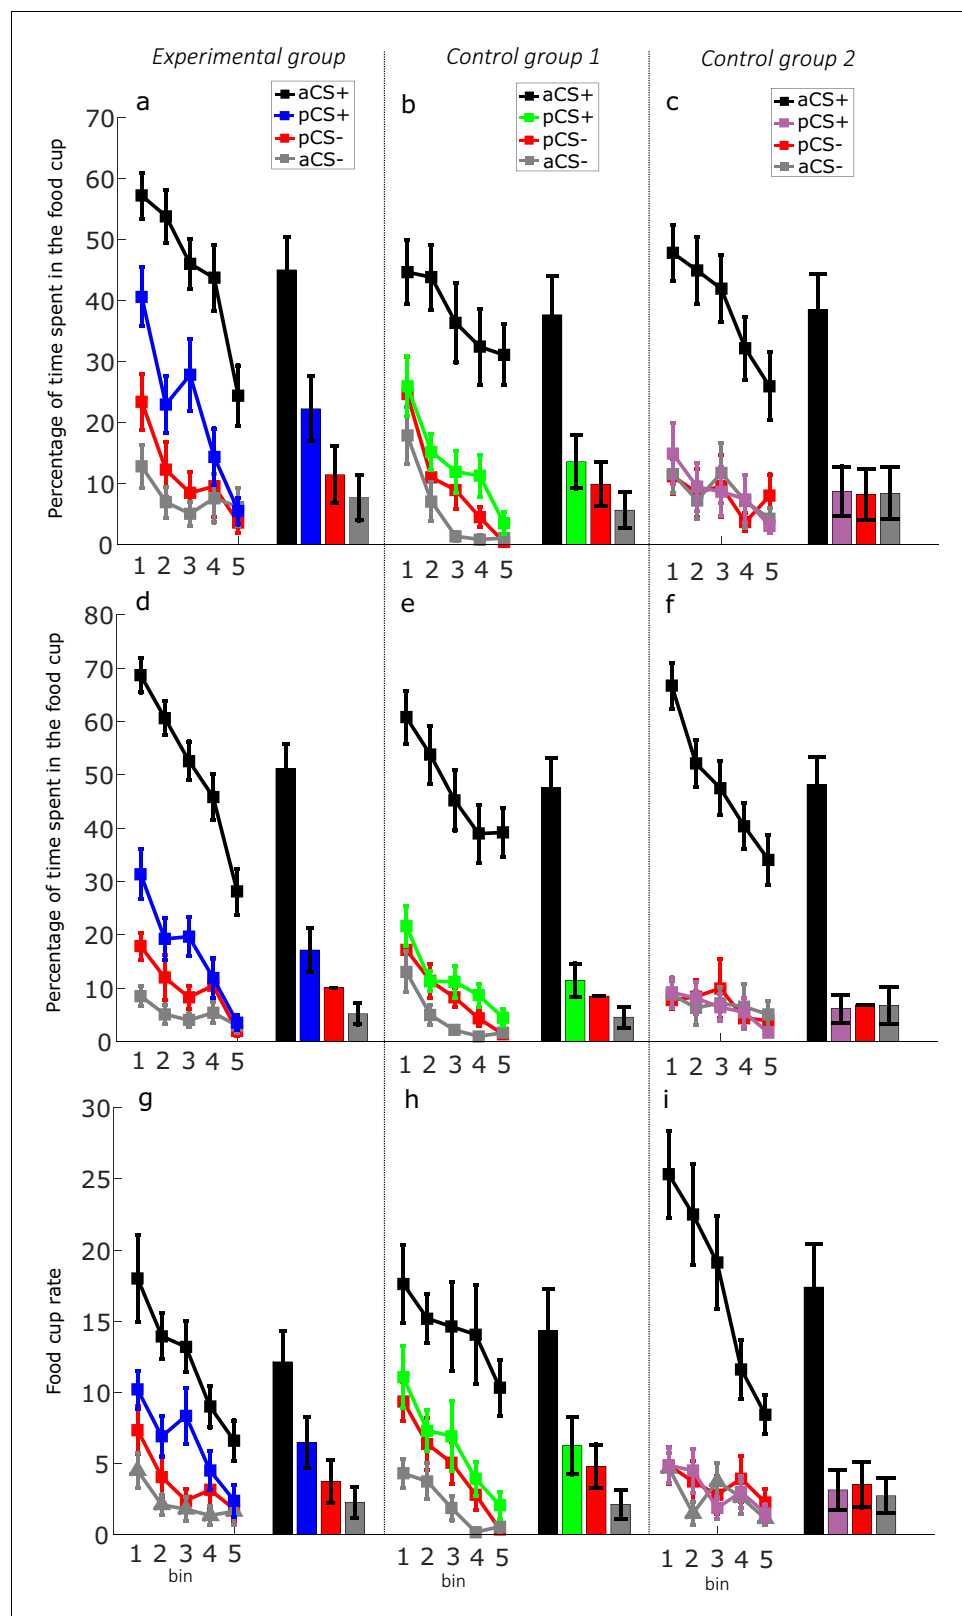 Experimental group
Control group 1
Control group 2
a
aCS+
pCS+
pCS-
aCS-
b
aCS+
pCS+
pCS-
aCS-
c
aCS+
pCS+
pCS-
aCS-
Percentage of time spent in the food cup
70
60
50
40
30
20
10
0
1 2 3 4 5
1 2 3 4 5
1 2 3 4 5
d
e
f
Percentage of time spent in the food cup
80
70
60
50
40
30
20
10
0
1 2 3 4 5
1 2 3 4 5
1 2 3 4 5
g
h
i
Food cup rate
30
25
20
15
10
5
0
1 2 3 4 5
bin
1 2 3 4 5
bin
1 2 3 4 5
bin